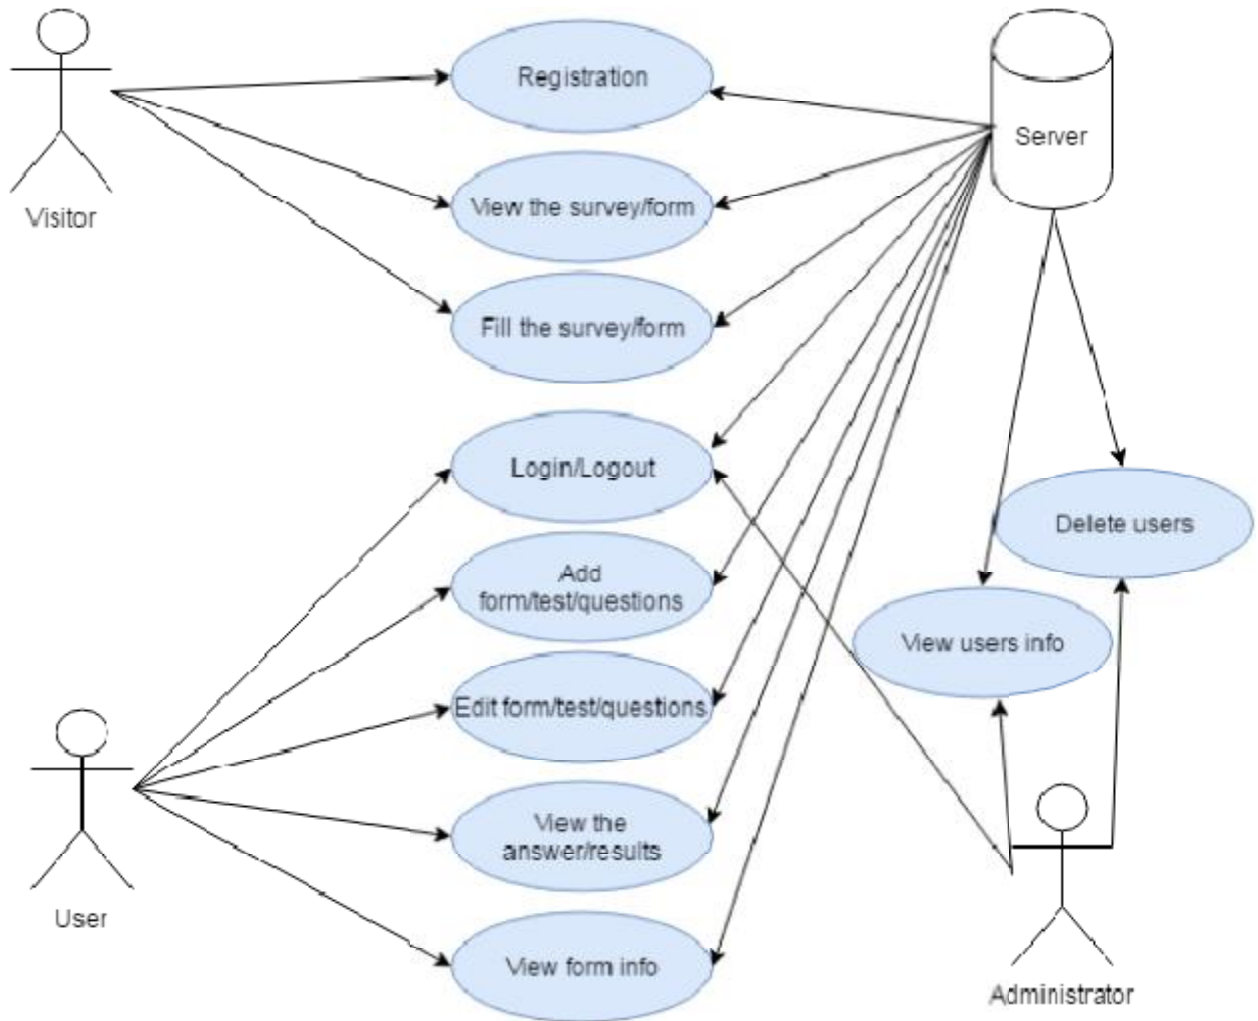 Registration
Server
View the survey/form
Visitor
Fill the survey/form
Login/Logout
Dellete users
Add
form/test/questions
View users info
Edit form/test/questions
View the
answer/results
User
View form info
Administrator